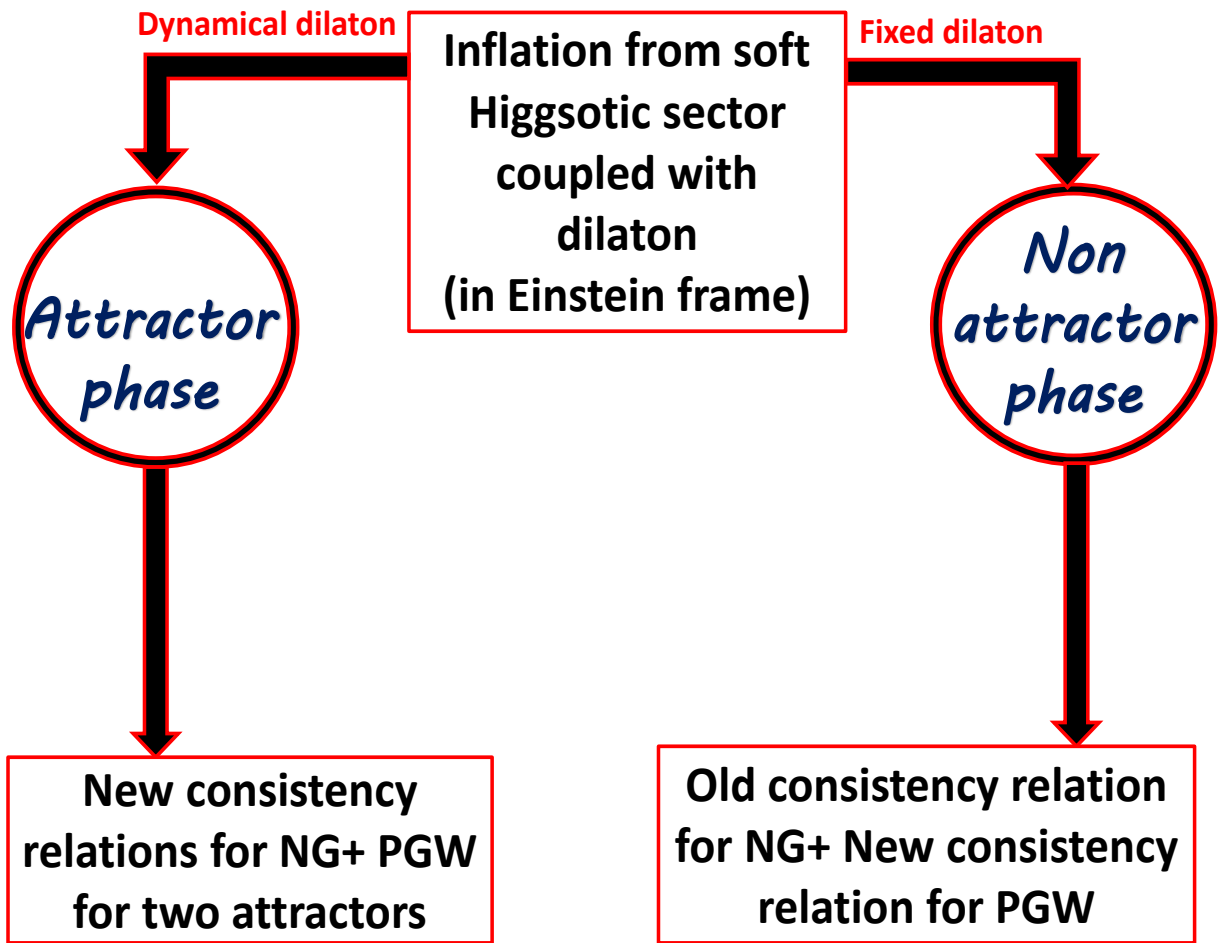 Dynamical dilaton
Inflation from soft
Higgsotic sector
coupled with
dilaton
(in Einstein frame)
Fixed dilaton
Attractor
phase
Non
attractor
phase
New consistency
relations for NG+ PGW
for two attractors
Old consistency relation
for NG+ New consistency
relation for PGW